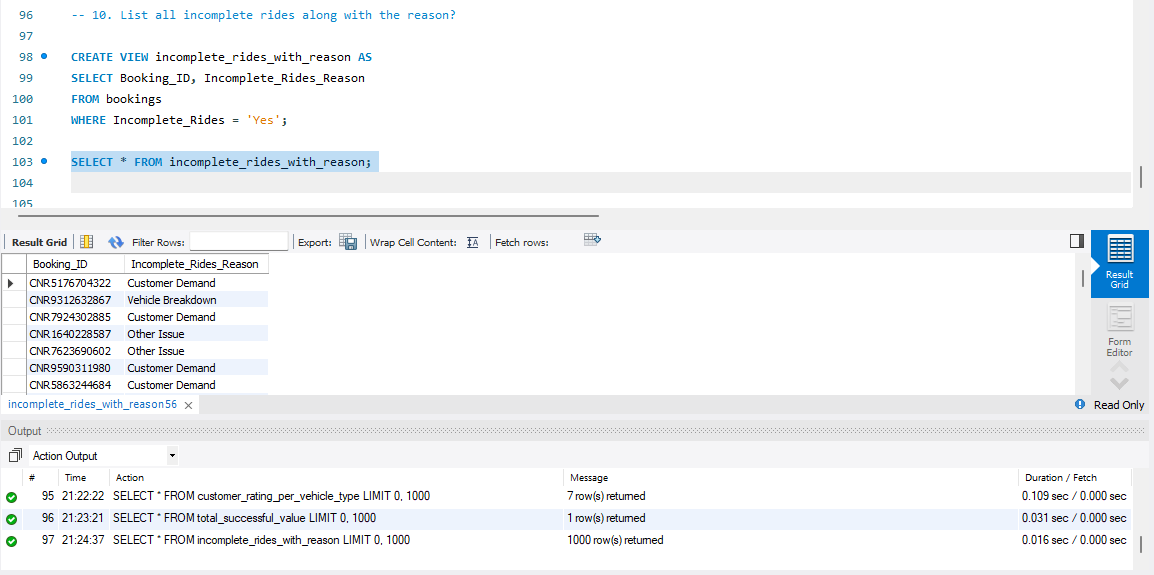 96 -- 10. List all incomplete rides along with the reason?
97
98 CREATE VIEW incomplete_rides_with_reason AS
99 SELECT Booking_ID, Incomplete_Rides_Reason
100 FROM bookings
101 WHERE Incomplete_Rides = 'Yes';
102
103 SELECT * FROM incomplete_rides_with_reason;
104
105
Result Grid Filter Rows: Export: Wrap Cell Content: Fetch rows:
Booking_ID Incomplete_Rides_Reason
CNR5176704322 Customer Demand
CNR9312632867 Vehicle Breakdown
CNR7924302885 Customer Demand
CNR1640228587 Other Issue
CNR7623690602 Other Issue
CNR9590311980 Customer Demand
CNR5863244684 Customer Demand
Result
Grid
Form
Editor
incomplete_rides_with_reason56 Read Only
Output
Action Output
# Time Action Message Duration / Fetch
95 21:22:22 SELECT * FROM customer_rating_per_vehicle_type LIMIT 0, 1000 7 row(s) returned 0.109 sec / 0.000 sec
96 21:23:21 SELECT * FROM total_successful_value LIMIT 0, 1000 1 row(s) returned 0.031 sec / 0.000 sec
97 21:24:37 SELECT * FROM incomplete_rides_with_reason LIMIT 0, 1000 1000 row(s) returned 0.016 sec / 0.000 sec